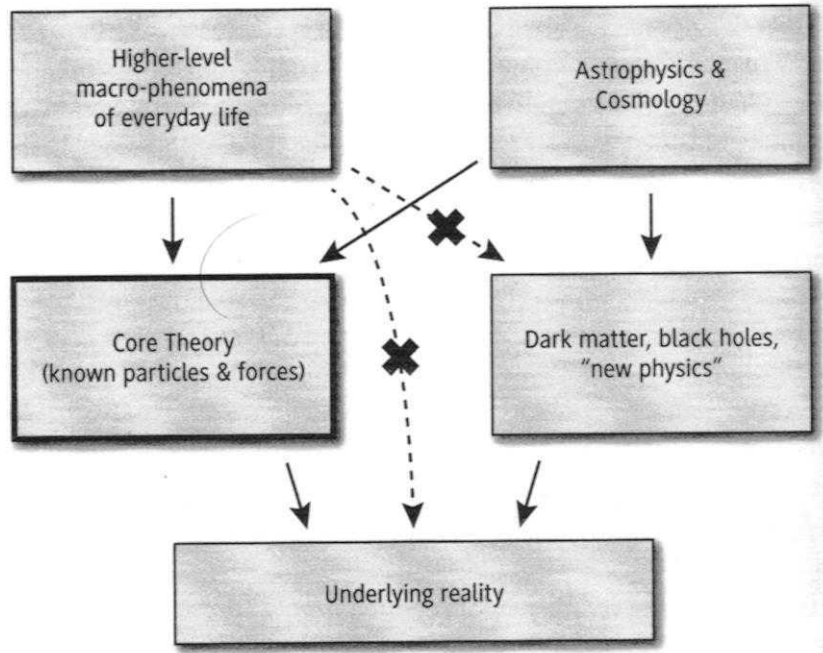 Higher-level
macro-phenomena
of everyday life
Astrophysics &
Cosmology
Core Theory
(known particles & forces)
Dark matter, black holes,
"new physics"
Underlying reality